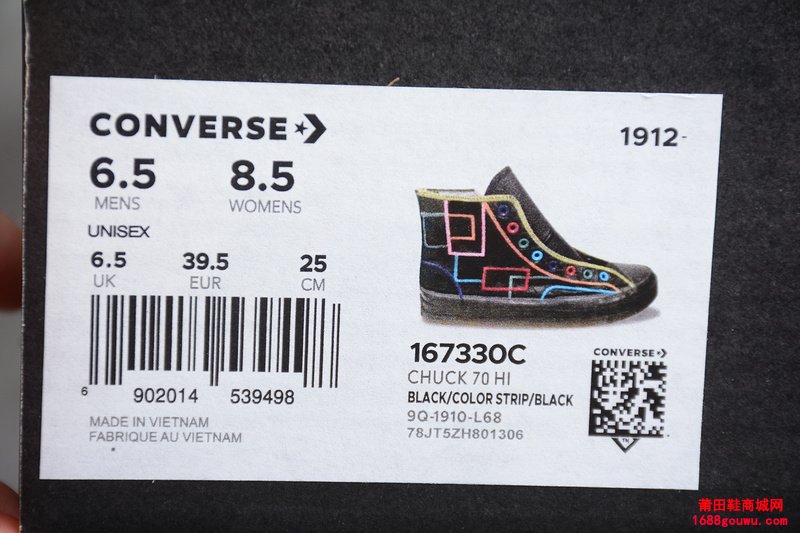 CONVERSE
1912-
6.5 8.5
MENS WOMENS
UNISEX
6.5 39.5 25
UK EUR CM
6 902014 539498
MADE IN VIETNAM
FABRIQUE AU VIETNAM
167330C
CHUCK 70 HI
BLACK/COLOR STRIP/BLACK
9Q-1910-L68
78JT5ZH801306
CONVERSE
TM
莆田鞋商城网
1688gouwu.com